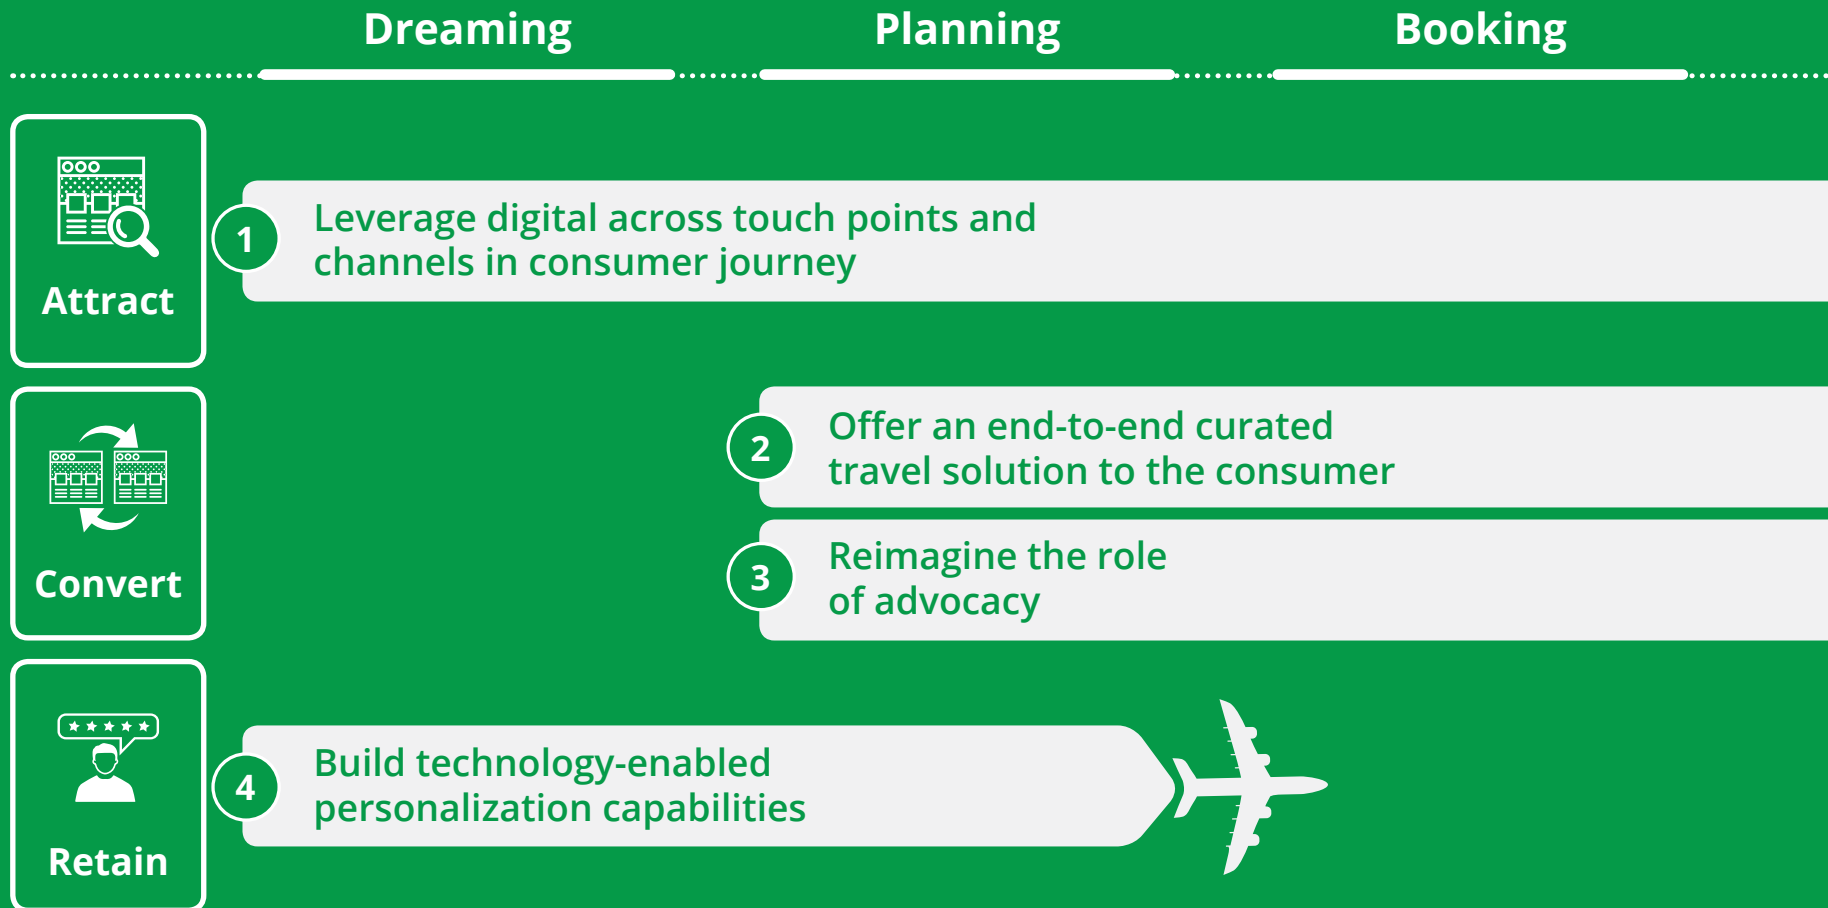 Dreaming
Planning
Booking
Attract
1
Leverage digital across touch points and
channels in consumer journey
Convert
2
Offer an end-to-end curated
travel solution to the consumer
3
Reimagine the role
of advocacy
Retain
4
Build technology-enabled
personalization capabilities